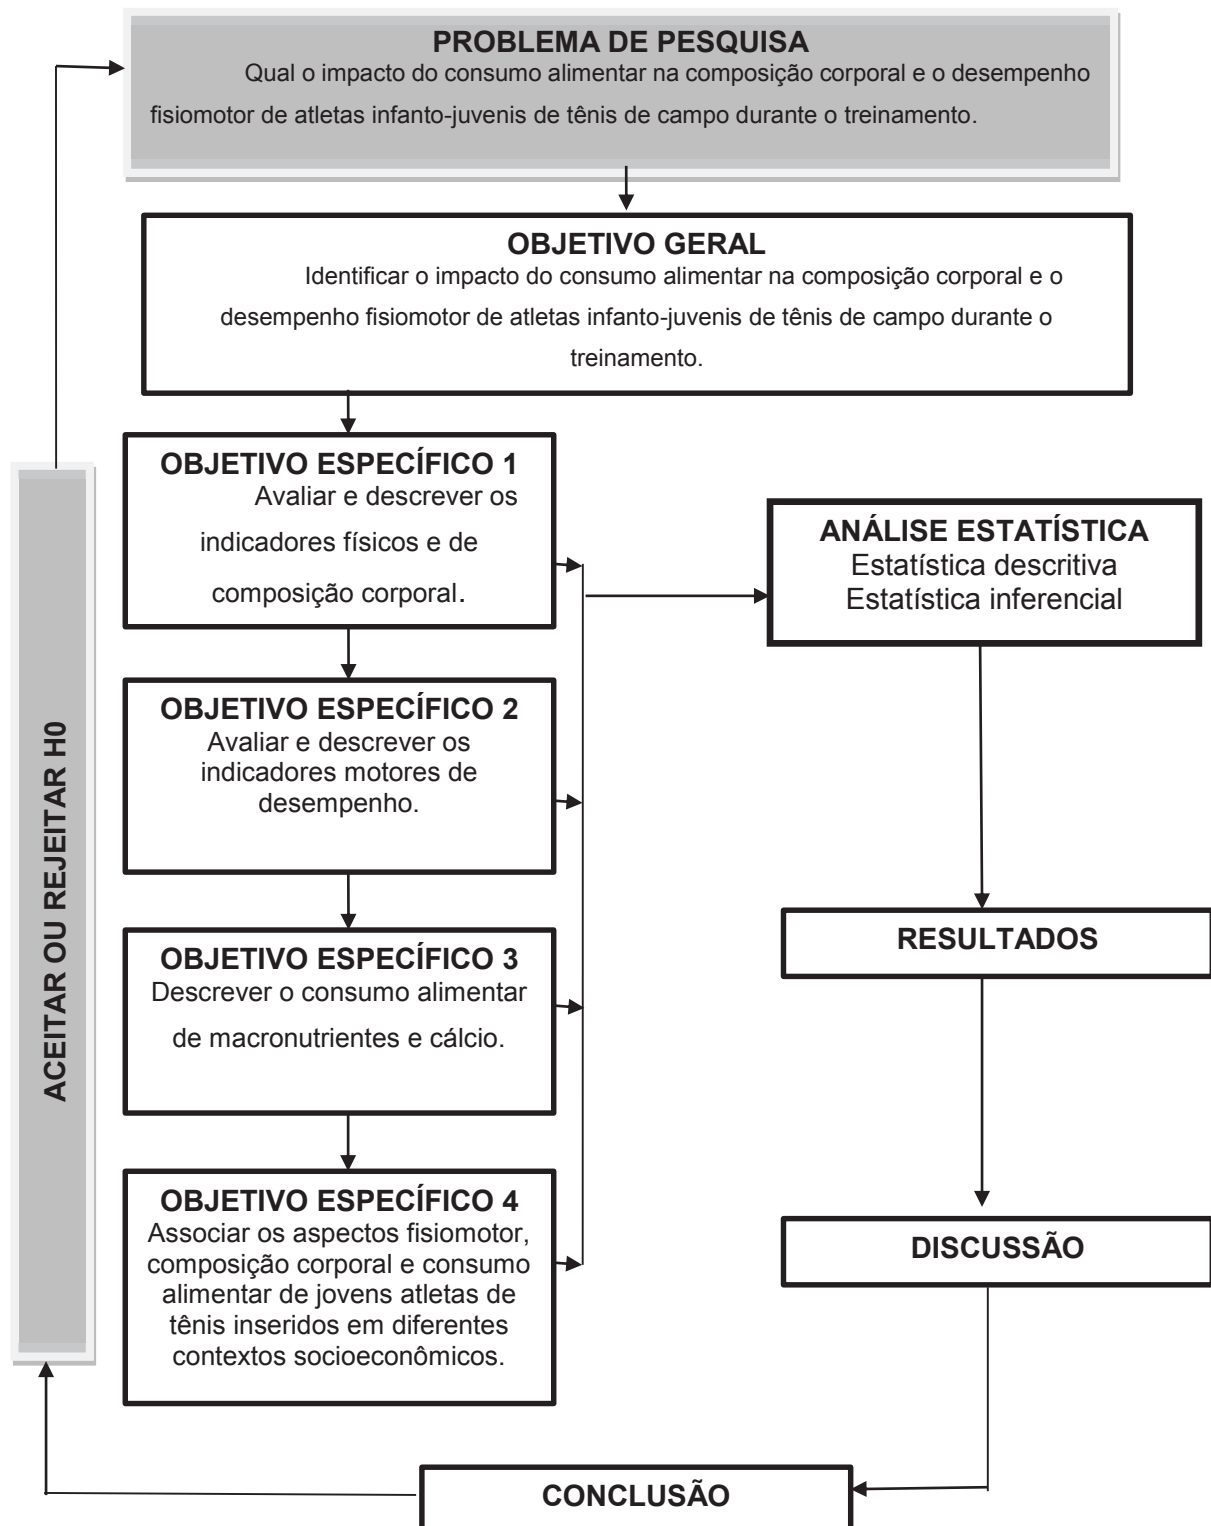 PROBLEMA DE PESQUISA
Qual o impacto do consumo alimentar na composição corporal e o desempenho
fisiomotor de atletas infanto-juvenis de tênis de campo durante o treinamento.
OBJETIVO GERAL
Identificar o impacto do consumo alimentar na composição corporal e o
desempenho fisiomotor de atletas infanto-juvenis de tênis de campo durante o
treinamento.
OBJETIVO ESPECÍFICO 1
Avaliar e descrever os
indicadores físicos e de
composição corporal.
OBJETIVO ESPECÍFICO 2
Avaliar e descrever os
indicadores motores de
desempenho.
OBJETIVO ESPECÍFICO 3
Descrever o consumo alimentar
de macronutrientes e cálcio.
OBJETIVO ESPECÍFICO 4
Associar os aspectos fisiomotor,
composição corporal e consumo
alimentar de jovens atletas de
tênis inseridos em diferentes
contextos socioeconômicos.
ANÁLISE ESTATÍSTICA
Estatística descritiva
Estatística inferencial
RESULTADOS
DISCUSSÃO
CONCLUSÃO
ACEITAR OU REJEITAR H0